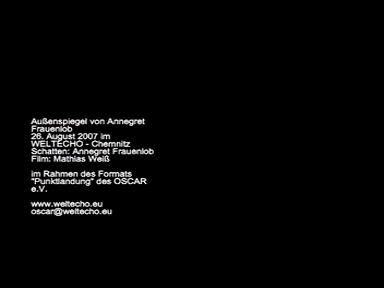 Außenspiegel von Annegret
Frauenlob
26. August 2007 im
WELTECHO - Chemnitz
Schatten: Annegret Frauenlob
Film: Mathias Weiß
im Rahmen des Formats
"Punktlandung" des OSCAR
e.V.
www.weltecho.eu
oscar@weltecho.eu